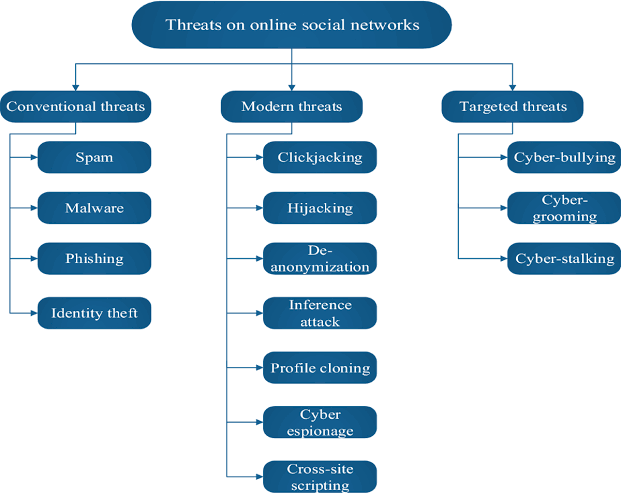 Threats on online social networks
Conventional threats
Spam
Malware
Phishing
Identity theft
Modern threats
Clickjacking
Hijacking
De-
anonymization
Inference
attack
Profile cloning
Cyber
espionage
Cross-site
scripting
Targeted threats
Cyber-bullying
Cyber-
grooming
Cyber-stalking